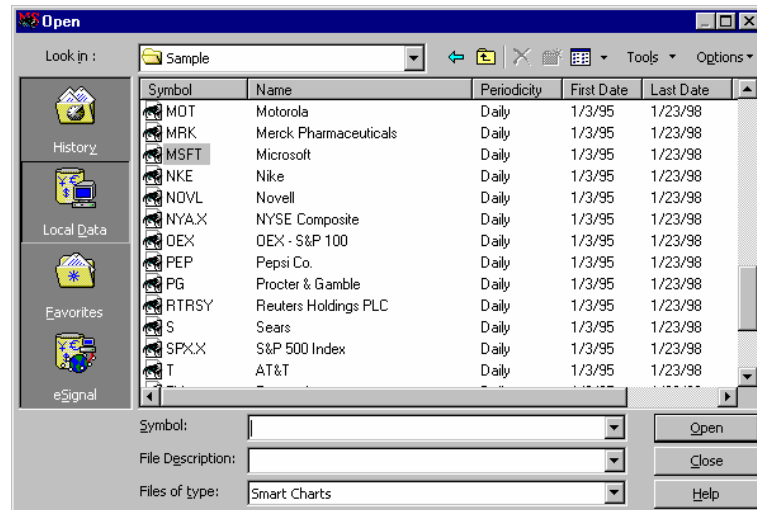 Open
Look in : Sample Tools Options
Symbol Name Periodicity First Date Last Date
MOT Motorola Daily 1/3/95 1/23/98
MRK Merck Pharmaceuticals Daily 1/3/95 1/23/98
MSFT Microsoft Daily 1/3/95 1/23/98
NKE Nike Daily 1/3/95 1/23/98
NOVL Novell Daily 1/3/95 1/23/98
NYA.X NYSE Composite Daily 1/3/95 1/23/98
OEX OEX - S&P 100 Daily 1/3/95 1/23/98
PEP Pepsi Co. Daily 1/3/95 1/23/98
PG Procter & Gamble Daily 1/3/95 1/23/98
RTRSY Reuters Holdings PLC Daily 1/3/95 1/23/98
S Sears Daily 1/3/95 1/23/98
SPX.X S&P 500 Index Daily 1/3/95 1/23/98
T AT&T Daily 1/3/95 1/23/98
History
Local Data
Favorites
eSignal
Symbol: Open
File Description: Close
Files of type: Smart Charts Help